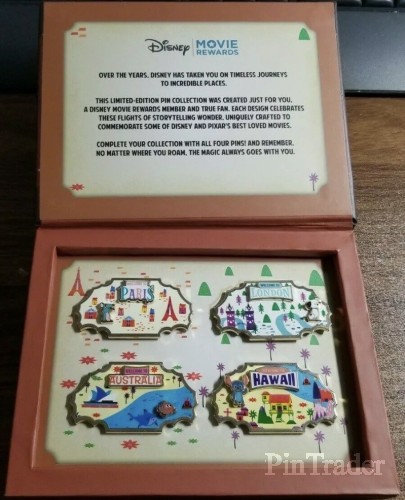 Disney | MOVIE
REWARDS
OVER THE YEARS, DISNEY HAS TAKEN YOU ON TIMELESS JOURNEYS
TO INCREDIBLE PLACES.
THIS LIMITED-EDITION PIN COLLECTION WAS CREATED JUST FOR YOU,
A DISNEY MOVIE REWARDS MEMBER AND TRUE FAN. EACH DESIGN CELEBRATES
THESE FLIGHTS OF STORYTELLING WONDER, UNIQUELY CRAFTED TO
COMMEMORATE SOME OF DISNEY AND PIXAR'S BEST LOVED MOVIES.
COMPLETE YOUR COLLECTION WITH ALL FOUR PINS! AND REMEMBER,
NO MATTER WHERE YOU ROAM, THE MAGIC ALWAYS GOES WITH YOU.
PARIS
LONDON
WELCOME TO
AUSTRALIA
HAWAII
PinTrader